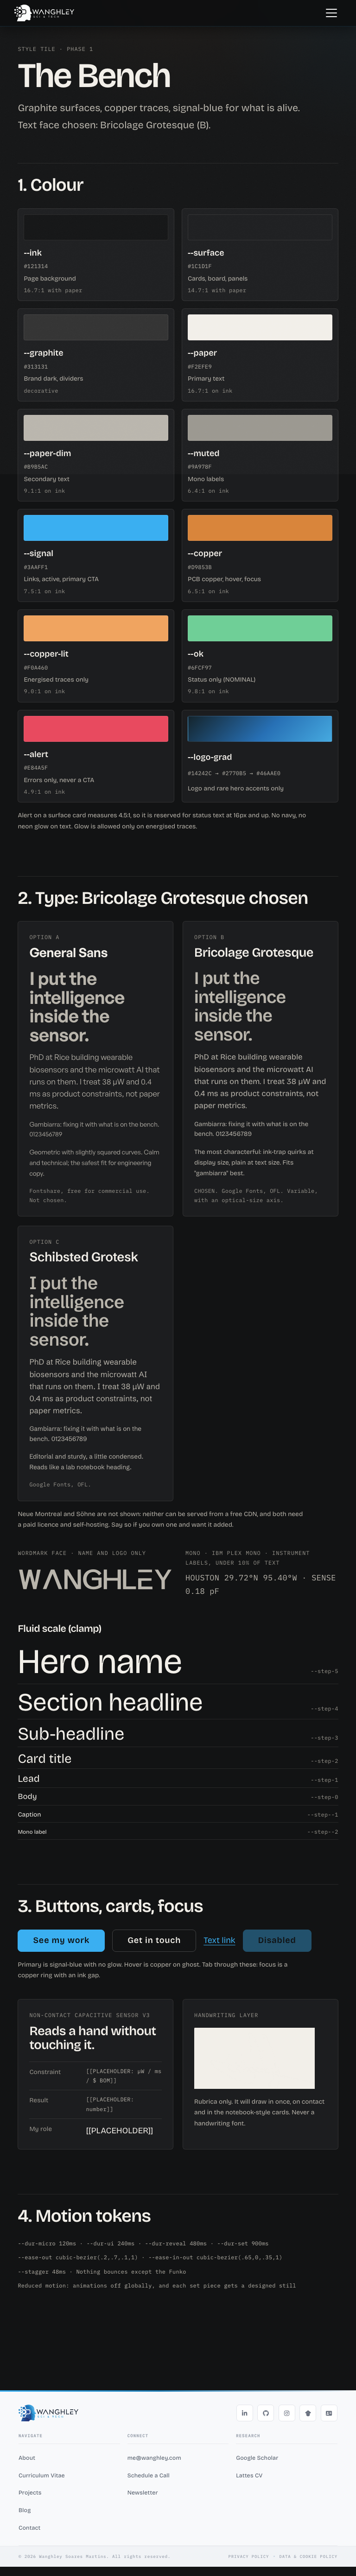 WANGHLEY
SCI & TECH
STYLE TILE · PHASE 1
The Bench
Graphite surfaces, copper traces, signal-blue for what is alive.
Text face chosen: Bricolage Grotesque (B).
1. Colour
--ink
#121314
Page background
16.7:1 with paper
--surface
#1C1D1F
Cards, board, panels
14.7:1 with paper
--graphite
#313131
Brand dark, dividers
decorative
--paper
#F2EFE9
Primary text
16.7:1 on ink
--paper-dim
#B9B5AC
Secondary text
9.1:1 on ink
--muted
#9A978F
Mono labels
6.4:1 on ink
--signal
#3AAFF1
Links, active, primary CTA
7.5:1 on ink
--copper
#D9853B
PCB copper, hover, focus
6.5:1 on ink
--copper-lit
#F0A460
Energised traces only
9.0:1 on ink
--ok
#6FCF97
Status only (NOMINAL)
9.8:1 on ink
--alert
#E84A5F
Errors only, never a CTA
4.9:1 on ink
--logo-grad
#14242C → #2770B5 → #46AAE0
Logo and rare hero accents only
Alert on a surface card measures 4.51, so it is reserved for status text at 16px and up. No navy, no
neon glow on text. Glow is allowed only on energised traces.
2. Type: Bricolage Grotesque chosen
OPTION A
General Sans
I put the
intelligence
inside the
sensor.
PhD at Rice building wearable
biosensors and the microwatt AI that
runs on them. I treat 38 µW and 0.4
ms as product constraints, not paper
metrics.
Gambiarra: fixing it with what is on the bench.
0123456789
Geometric with slightly squared curves. Calm
and technical; the safest fit for engineering
copy.
Fontshare, free for commercial use.
Not chosen.
OPTION B
Bricolage Grotesque
I put the
intelligence
inside the
sensor.
PhD at Rice building wearable
biosensors and the microwatt AI
that runs on them. I treat 38 µW and
0.4 ms as product constraints, not
paper metrics.
Gambiarra: fixing it with what is on the
bench. 0123456789
The most characterful: ink-trap quirks at
display size, plain at text size. Fits
"gambiarra" best.
CHOSEN. Google Fonts, OFL. Variable,
with an optical-size axis.
OPTION C
Schibsted Grotesk
I put the
intelligence
inside the
sensor.
PhD at Rice building wearable
biosensors and the microwatt AI
that runs on them. I treat 38 µW and
0.4 ms as product constraints, not
paper metrics.
Gambiarra: fixing it with what is on the
bench. 0123456789
Editorial and sturdy, a little condensed.
Reads like a lab notebook heading.
Google Fonts, OFL.
Neue Montreal and Söhne are not shown: neither can be served from a free CDN, and both need
a paid licence and self-hosting. Say so if you own one and want it added.
WORDMARK FACE · NAME AND LOGO ONLY
WANGHLEY
MONO · IBM PLEX MONO · INSTRUMENT
LABELS, UNDER 10% OF TEXT
HOUSTON 29.72°N 95.40°W · SENSE
0.18 pF
Fluid scale (clamp)
Hero name
--step-5
Section headline
--step-4
Sub-headline
--step-3
Card title
--step-2
Lead
--step-1
Body
--step-0
Caption
--step--1
Mono label
--step--2
3. Buttons, cards, focus
See my work
Get in touch
Text link
Disabled
Primary is signal-blue with no glow. Hover is copper on ghost. Tab through these: focus is a
copper ring with an ink gap.
NON-CONTACT CAPACITIVE SENSOR V3
Reads a hand without
touching it.
Constraint
[[PLACEHOLDER: µW / ms
/ $ BOM]]
Result
[[PLACEHOLDER:
number]]
My role
[[PLACEHOLDER]]
HANDWRITING LAYER
Rubrica only. It will draw in once, on contact
and in the notebook-style cards. Never a
handwriting font.
4. Motion tokens
--dur-micro 120ms · --dur-ui 240ms · --dur-reveal 480ms · --dur-set 900ms
--ease-out cubic-bezier(.2,.7,.1,1) · --ease-in-out cubic-bezier(.65,0,.35,1)
--stagger 48ms · Nothing bounces except the Funko
Reduced motion: animations off globally, and each set piece gets a designed still
WANGHLEY
SCI & TECH
NAVIGATE
About
Curriculum Vitae
Projects
Blog
Contact
CONNECT
me@wanghley.com
Schedule a Call
Newsletter
RESEARCH
Google Scholar
Lattes CV
© 2026 Wanghley Soares Martins. All rights reserved.
PRIVACY POLICY · DATA & COOKIE POLICY